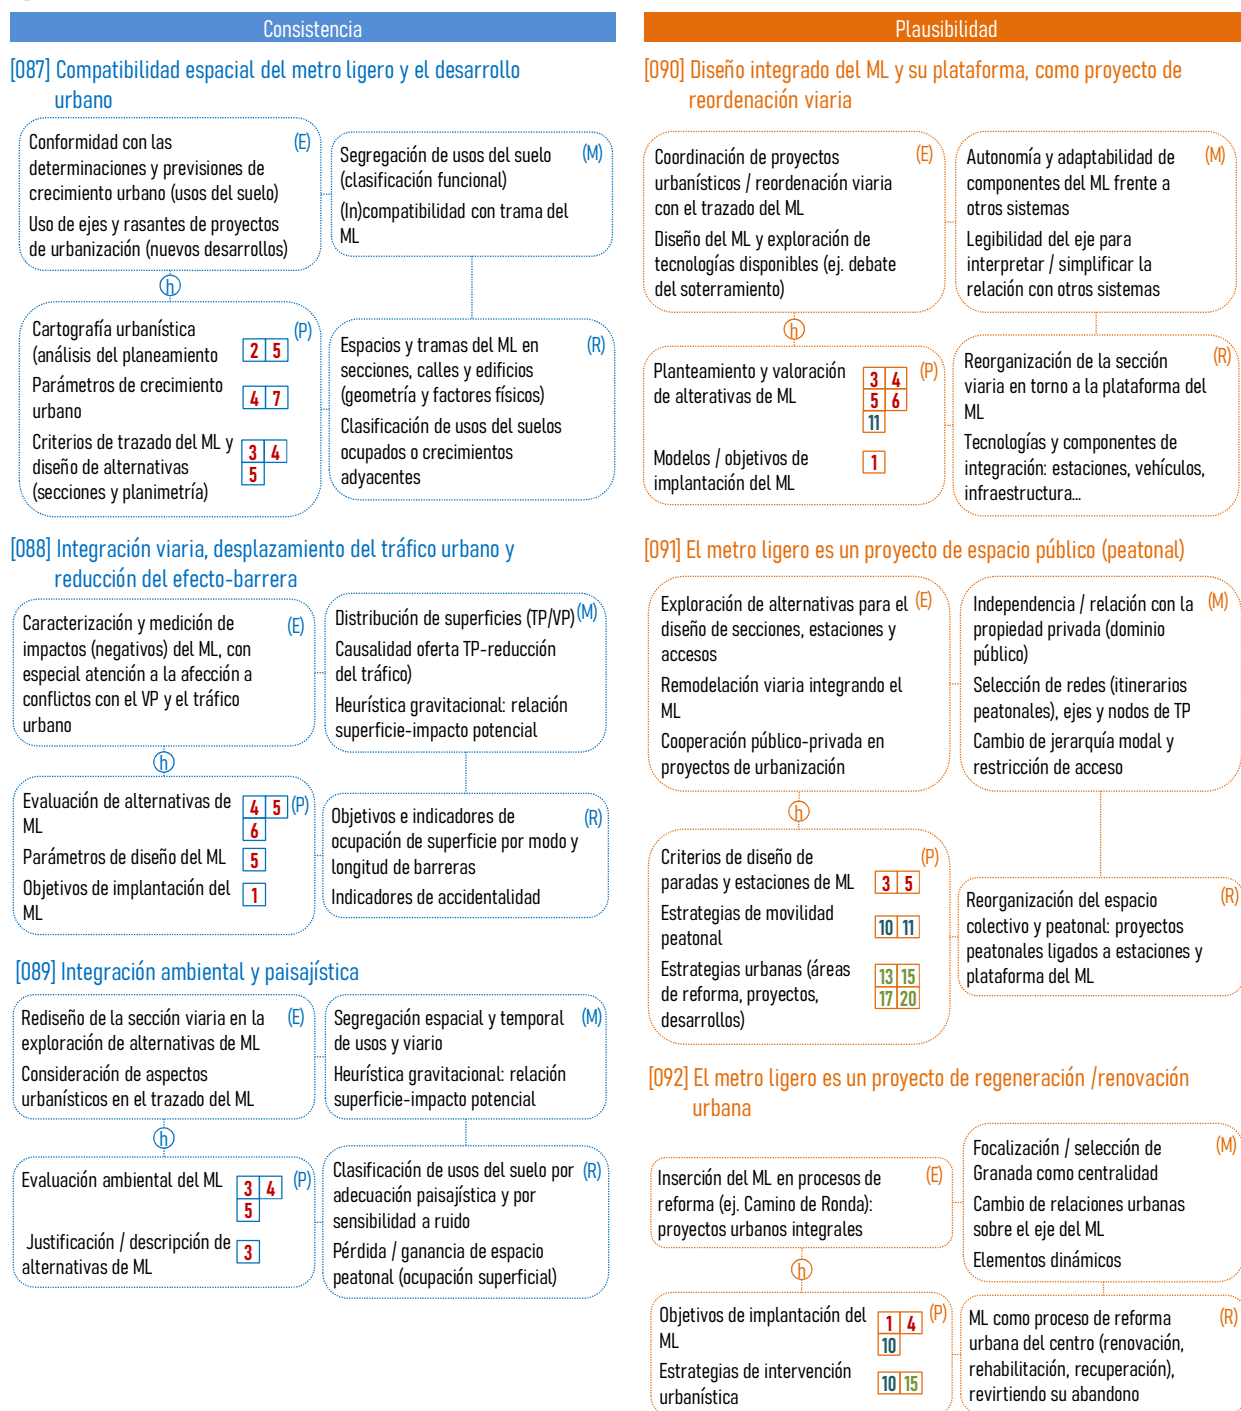 Consistencia
[087] Compatibilidad espacial del metro ligero y el desarrollo
urbano
Conformidad con las
determinaciones y previsiones de
crecimiento urbano (usos del suelo)
Uso de ejes y rasantes de proyectos
de urbanización (nuevos desarrollos)
(E)
Segregación de usos del suelo
(clasificación funcional)
(In)compatibilidad con trama del
ML
(M)
h
Cartografía urbanística
(análisis del planeamiento
2 5
Parámetros de crecimiento
urbano
4 7
Criterios de trazado del ML y
diseño de alternativas
(secciones y planimetría)
3 4
5
(P)
Espacios y tramas del ML en
secciones, calles y edificios
(geometría y factores físicos)
Clasificación de usos del suelos
ocupados o crecimientos
adyacentes
(R)
[088] Integración viaria, desplazamiento del tráfico urbano y
reducción del efecto-barrera
Caracterización y medición de
impactos (negativos) del ML, con
especial atención a la afección a
conflictos con el VP y el tráfico
urbano
(E)
Distribución de superficies (TP/VP)
Causalidad oferta TP-reducción
del tráfico)
Heurística gravitacional: relación
superficie-impacto potencial
(M)
h
Evaluación de alternativas de
ML
4 5
6
Parámetros de diseño del ML
5
Objetivos de implantación del
ML
1
(P)
Objetivos e indicadores de
ocupación de superficie por modo y
longitud de barreras
Indicadores de accidentalidad
(R)
[089] Integración ambiental y paisajística
Rediseño de la sección viaria en la
exploración de alternativas de ML
Consideración de aspectos
urbanísticos en el trazado del ML
(E)
Segregación espacial y temporal
de usos y viario
Heurística gravitacional: relación
superficie-impacto potencial
(M)
h
Evaluación ambiental del ML
3 4
5
Justificación / descripción de
alternativas de ML
3
(P)
Clasificación de usos del suelo por
adecuación paisajística y por
sensibilidad a ruido
Pérdida / ganancia de espacio
peatonal (ocupación superficial)
(R)
Plausibilidad
[090] Diseño integrado del ML y su plataforma, como proyecto de
reordenación viaria
Coordinación de proyectos
urbanísticos / reordenación viaria
con el trazado del ML
Diseño del ML y exploración de
tecnologías disponibles (ej. debate
del soterramiento)
(E)
Autonomía y adaptabilidad de
componentes del ML frente a
otros sistemas
Legibilidad del eje para
interpretar / simplificar la
relación con otros sistemas
(M)
h
Planteamiento y valoración
de alterativas de ML
3 4
5 6
11
Modelos / objetivos de
implantación del ML
1
(P)
Reorganización de la sección
viaria en torno a la plataforma del
ML
Tecnologías y componentes de
integración: estaciones, vehículos,
infraestructura...
(R)
[091] El metro ligero es un proyecto de espacio público (peatonal)
Exploración de alternativas para el
diseño de secciones, estaciones y
accesos
Remodelación viaria integrando el
ML
Cooperación público-privada en
proyectos de urbanización
(E)
Independencia / relación con la
propiedad privada (dominio
público)
Selección de redes (itinerarios
peatonales), ejes y nodos de TP
Cambio de jerarquía modal y
restricción de acceso
(M)
h
Criterios de diseño de
paradas y estaciones de ML
3 5
Estrategias de movilidad
peatonal
10 11
Estrategias urbanas (áreas
de reforma, proyectos,
desarrollos)
13 15
17 20
(P)
Reorganización del espacio
colectivo y peatonal: proyectos
peatonales ligados a estaciones y
plataforma del ML
(R)
[092] El metro ligero es un proyecto de regeneración /renovación
urbana
Inserción del ML en procesos de
reforma (ej. Camino de Ronda):
proyectos urbanos integrales
(E)
Focalización / selección de
Granada como centralidad
Cambio de relaciones urbanas
sobre el eje del ML
Elementos dinámicos
(M)
h
Objetivos de implantación del
ML
1 4
10
Estrategias de intervención
urbanística
10 15
(P)
ML como proceso de reforma
urbana del centro (renovación,
rehabilitación, recuperación),
revirtiendo su abandono
(R)